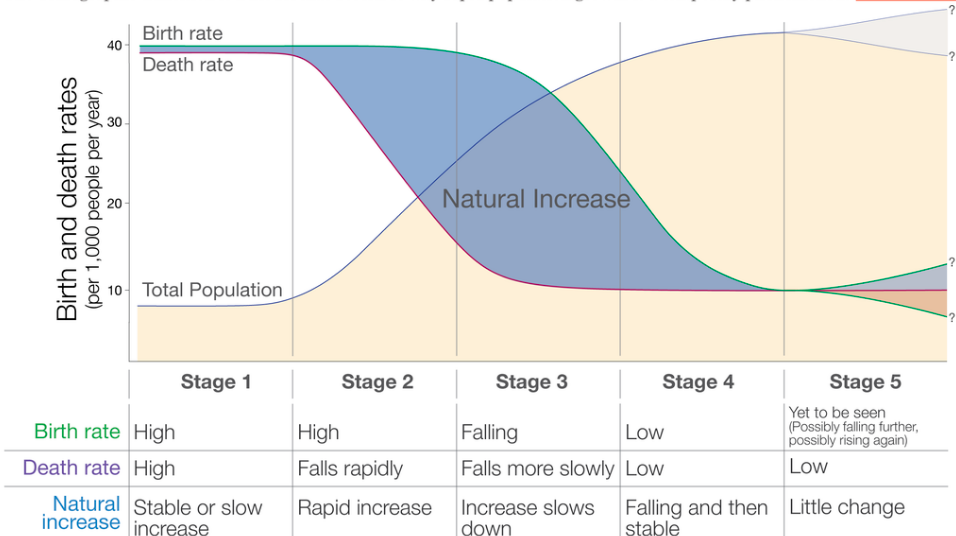 ?
Birth rate
40
Death rate
?
30
Birth and death rates
(per 1,000 people per year)
Natural Increase
20
?
Total Population
10
?
Stage 1 Stage 2 Stage 3 Stage 4 Stage 5
Birth rate High High Falling Low Yet to be seen
(Possibly falling further,
possibly rising again)
Death rate High Falls rapidly Falls more slowly Low Low
Natural
increase
Stable or slow
increase
Rapid increase
Increase slows
down
Falling and then
stable
Little change